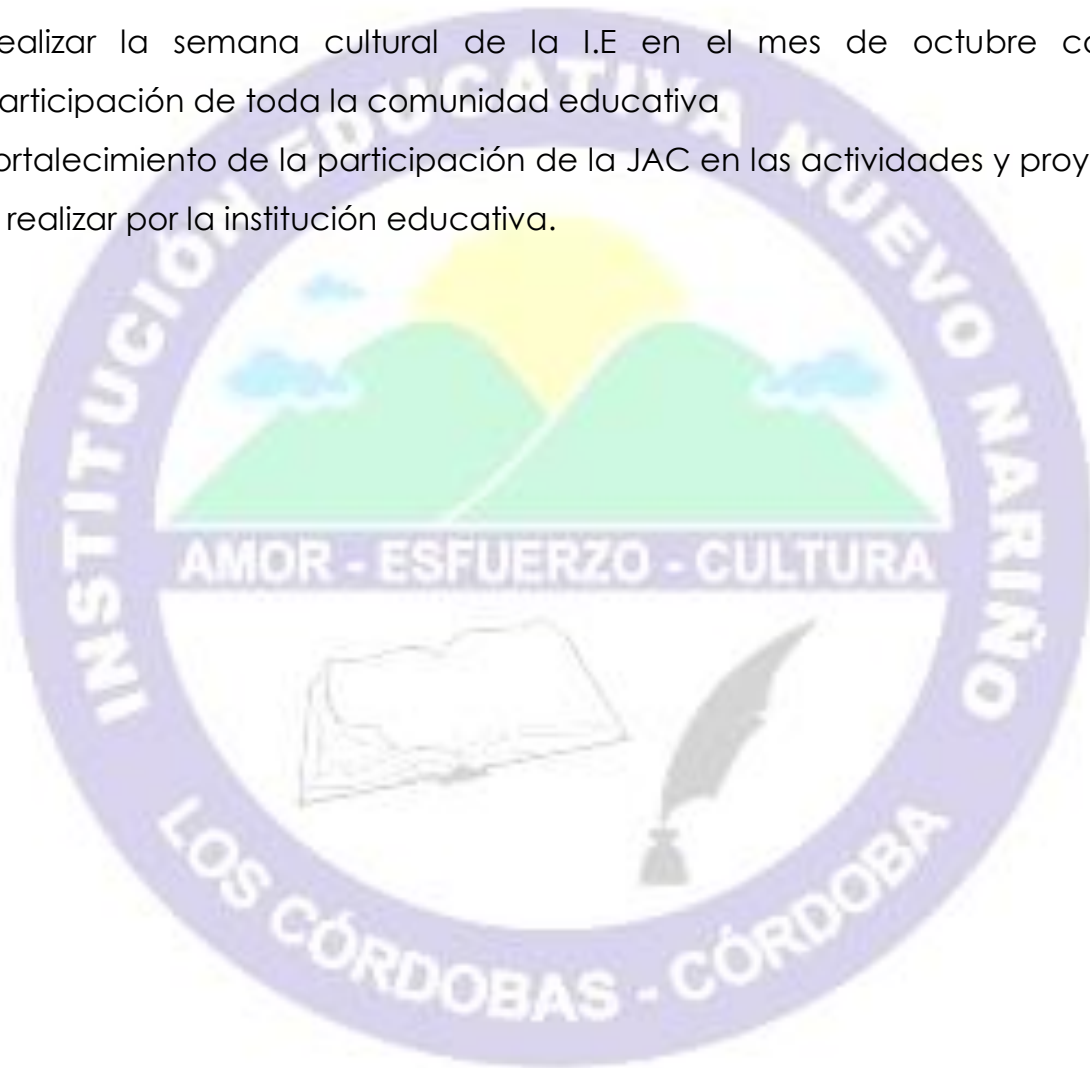 ealizar la semana cultural de la I.E en el mes de octubre co
articipación de toda la comunidad educativa
ortalecimiento de la participación de la JAC en las actividades y proy
realizar por la institución educativa.
INSTITUCIÓN EDUCATIVA NUEVO NARIÑO
AMOR - ESFUERZO - CULTURA
LOS CÓRDOBAS - CÓRDOBA